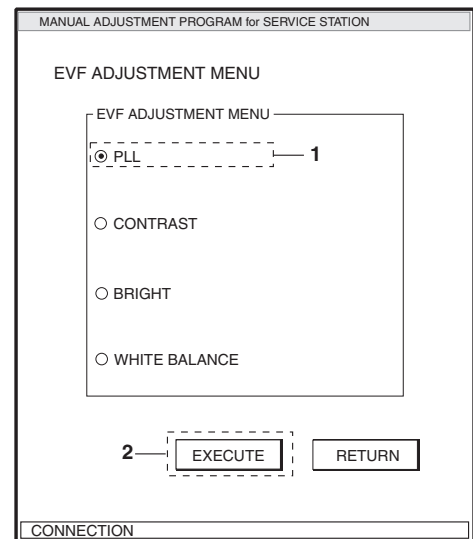 MANUAL ADJUSTMENT PROGRAM for SERVICE STATION
EVF ADJUSTMENT MENU
EVF ADJUSTMENT MENU
PLL
1
CONTRAST
BRIGHT
WHITE BALANCE
2
EXECUTE
RETURN
CONNECTION